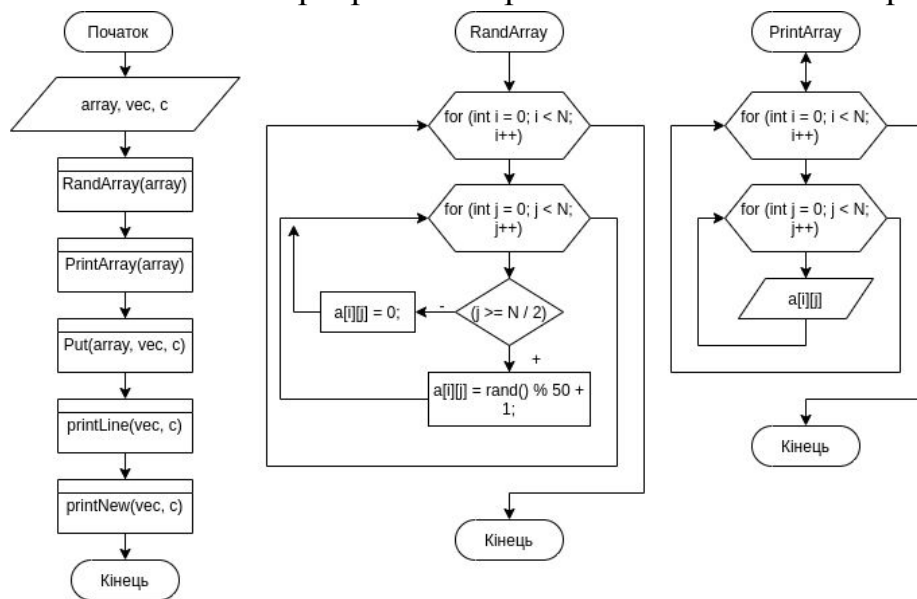 Початок
array, vec, c
RandArray(array)
PrintArray(array)
Put(array, vec, c)
printLine(vec, c)
printNew(vec, c)
Кінець
RandArray
for (int i = 0; i < N;
i++)
for (int j = 0; j < N;
j++)
(j >= N / 2)
-
a[i][j] = 0;
+
a[i][j] = rand() % 50 +
1;
Кінець
PrintArray
for (int i = 0; i < N;
i++)
for (int j = 0; j < N;
j++)
a[i][j]
Кінець